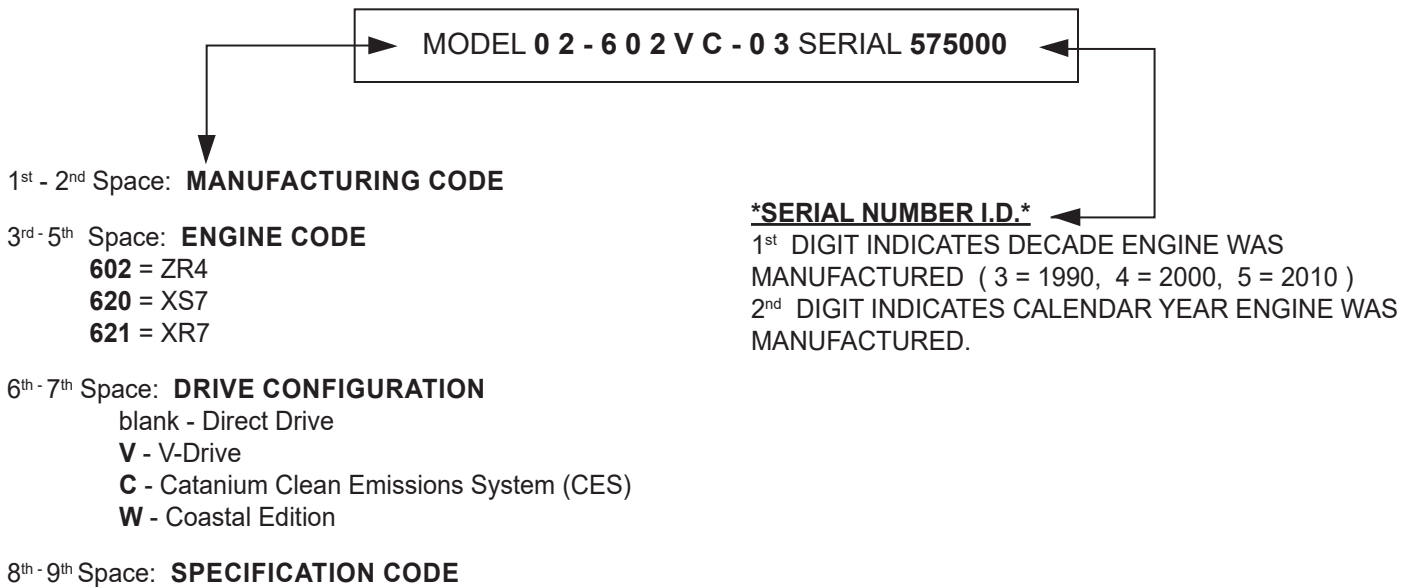 MODEL 0 2 - 6 0 2 V C - 0 3 SERIAL 575000
1st - 2nd Space: MANUFACTURING CODE
3rd - 5th Space: ENGINE CODE
602 = ZR4
620 = XS7
621 = XR7
6th - 7th Space: DRIVE CONFIGURATION
blank - Direct Drive
V - V-Drive
C - Catanium Clean Emissions System (CES)
W - Coastal Edition
8th - 9th Space: SPECIFICATION CODE
*SERIAL NUMBER I.D.*
1st DIGIT INDICATES DECADE ENGINE WAS
MANUFACTURED ( 3 = 1990, 4 = 2000, 5 = 2010 )
2nd DIGIT INDICATES CALENDAR YEAR ENGINE WAS
MANUFACTURED.